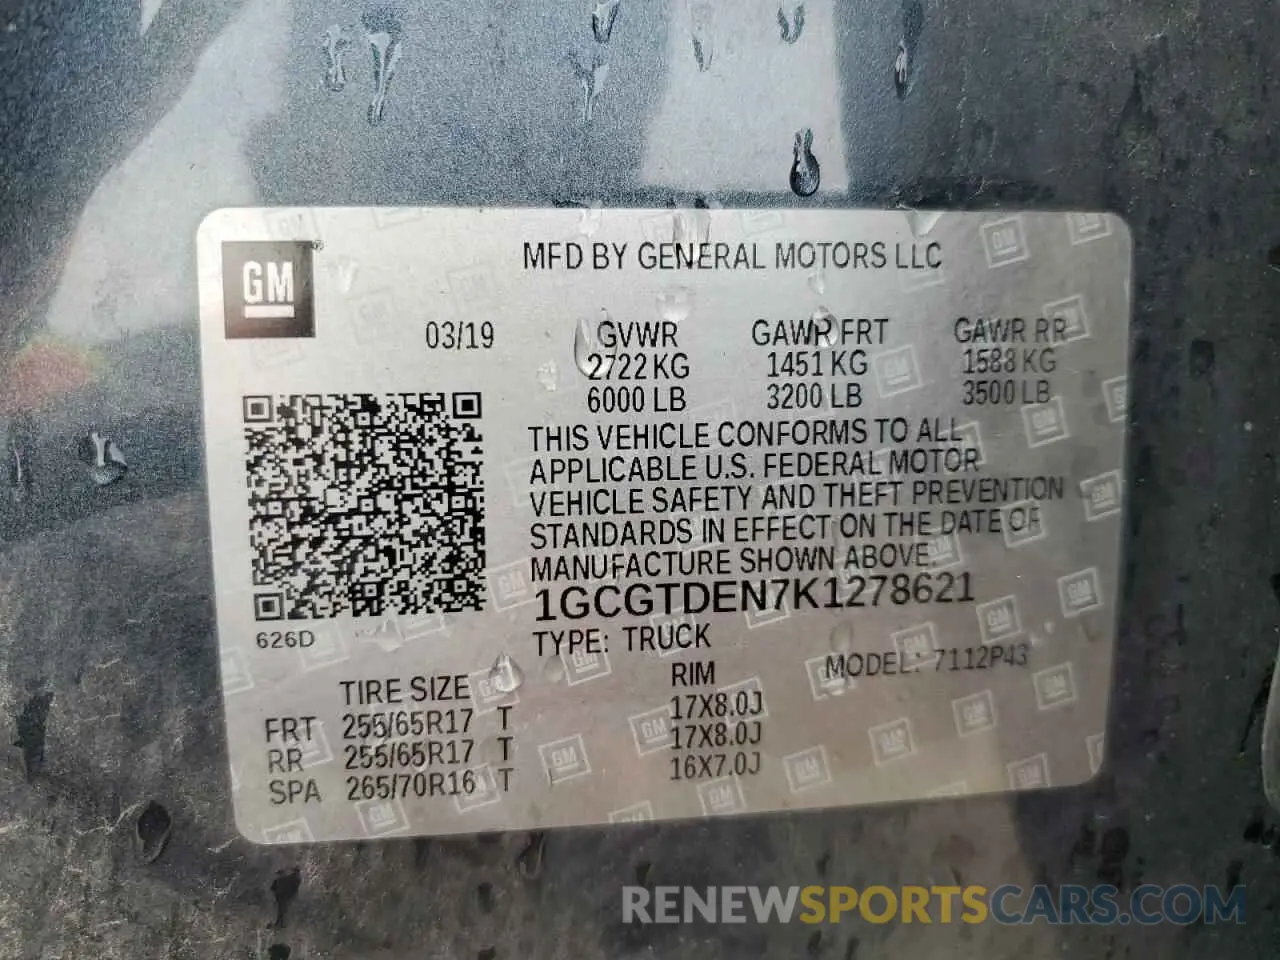 GM ®
MFD BY GENERAL MOTORS LLC
03/19 GVWR GAWR FRT GAWR RR
2722 KG 1451 KG 1588 KG
6000 LB 3200 LB 3500 LB
THIS VEHICLE CONFORMS TO ALL
APPLICABLE U.S. FEDERAL MOTOR
VEHICLE SAFETY AND THEFT PREVENTION
STANDARDS IN EFFECT ON THE DATE OF
MANUFACTURE SHOWN ABOVE.
1GCGTDEN7K1278621
626D
TYPE: TRUCK
MODEL: 7112P43
TIRE SIZE RIM
FRT 255/65R17 T 17X8.0J
RR 255/65R17 T 17X8.0J
SPA 265/70R16 T 16X7.0J
RENEWSPORTSCARS.COM